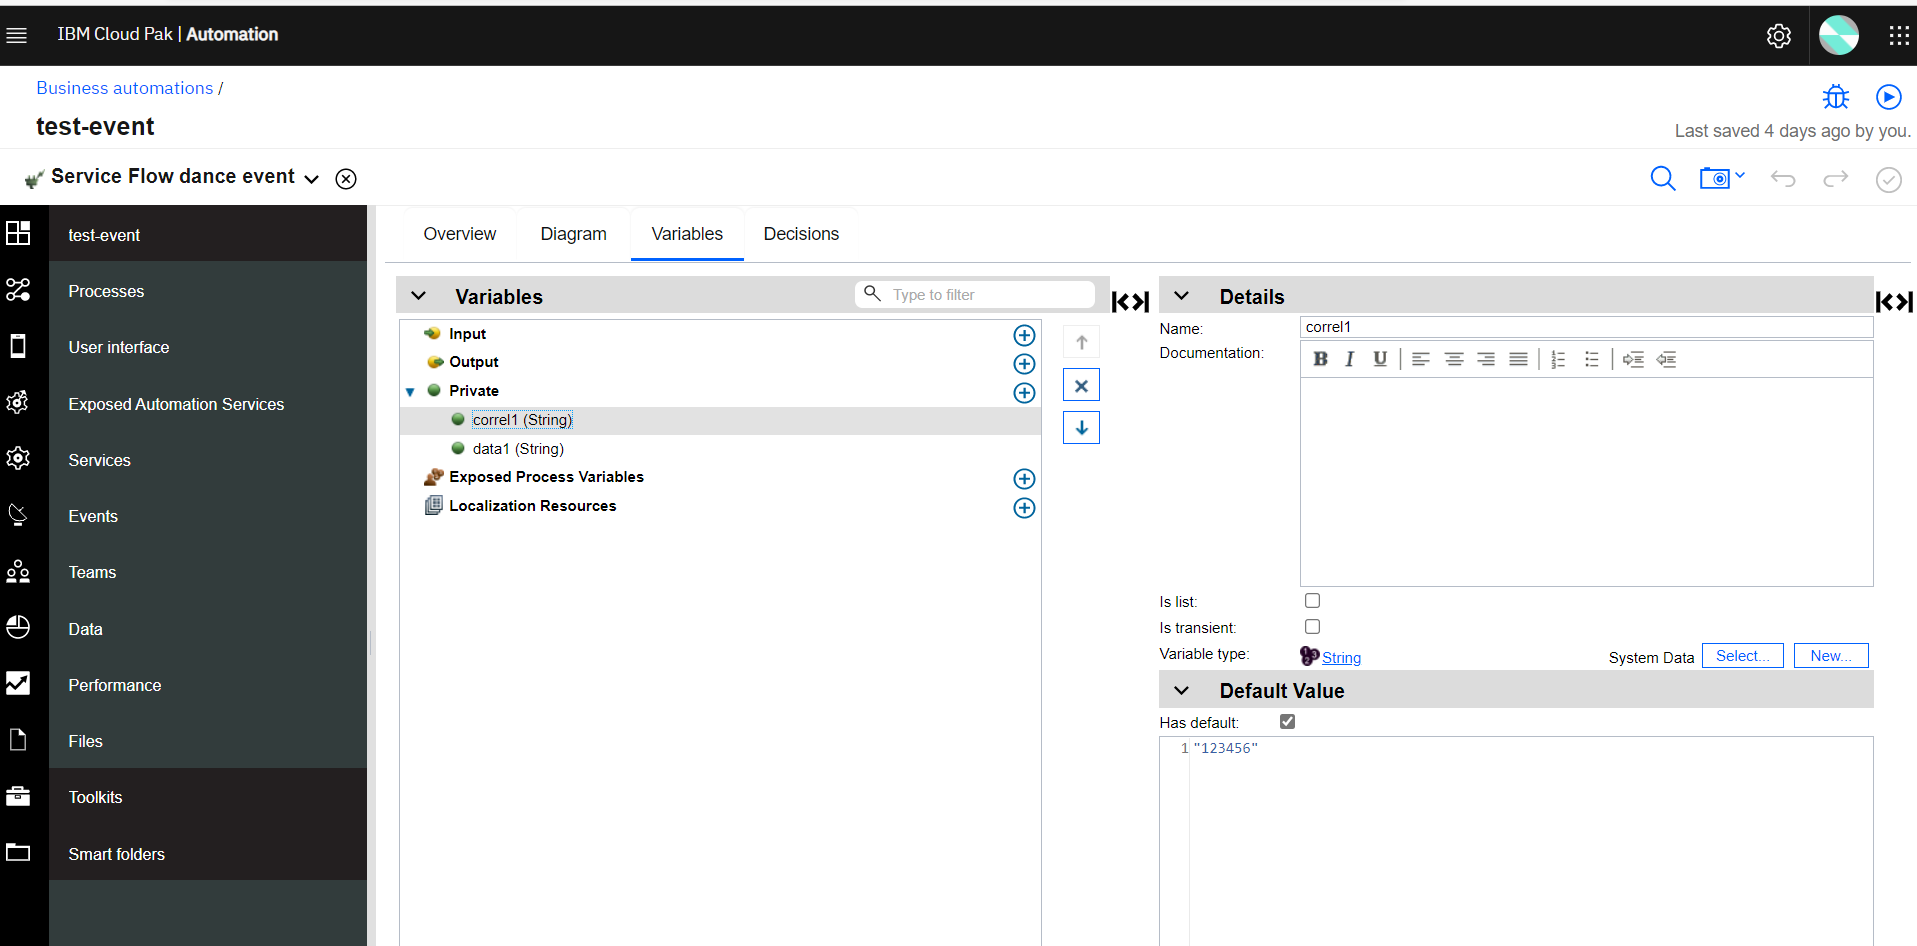 IBM Cloud Pak | Automation
Business automations /
test-event
Last saved 4 days ago by you.
Service Flow dance event
test-event
Processes
User interface
Exposed Automation Services
Services
Events
Teams
Data
Performance
Files
Toolkits
Smart folders
Overview
Diagram
Variables
Decisions
Variables
Type to filter
Input
Output
Private
correl1 (String)
data1 (String)
Exposed Process Variables
Localization Resources
Details
Name:
correl1
Documentation:
B I U
Is list:
Is transient:
Variable type:
String
System Data
Select...
New...
Default Value
Has default:
1 "123456"